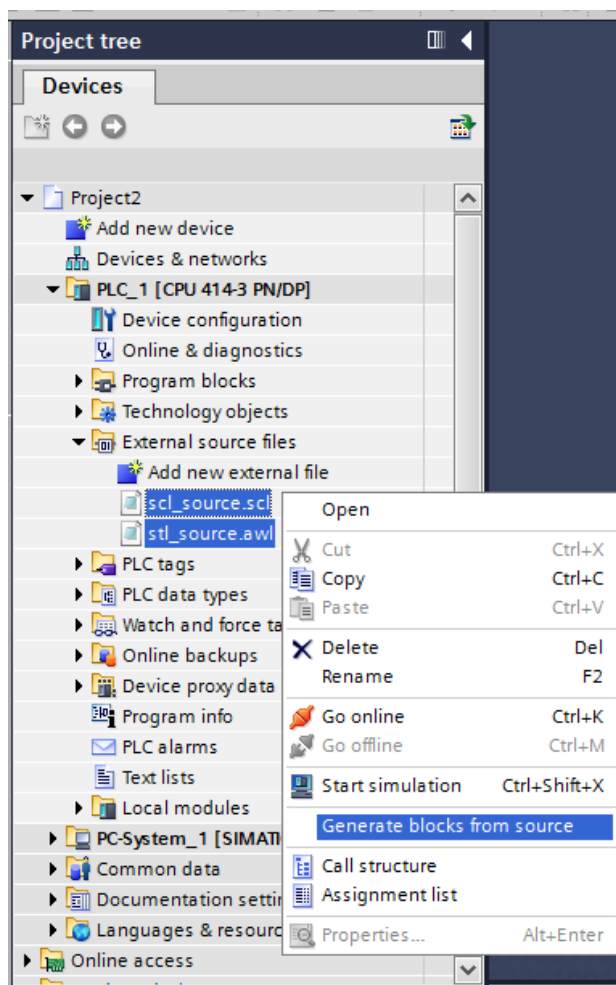 Project tree
Devices
Project2
Add new device
Devices & networks
PLC_1 [CPU 414-3 PN/DP]
Device configuration
Online & diagnostics
Program blocks
Technology objects
External source files
Add new external file
scl_source.scl
stl_source.awl
PLC tags
PLC data types
Watch and force ta
Online backups
Device proxy data
Program info
PLC alarms
Text lists
Local modules
PC-System_1 [SIMATI
Common data
Documentation settin
Languages & resourc
Online access
Open
Cut Ctrl+X
Copy Ctrl+C
Paste Ctrl+V
Delete Del
Rename F2
Go online Ctrl+K
Go offline Ctrl+M
Start simulation Ctrl+Shift+X
Generate blocks from source
Call structure
Assignment list
Properties... Alt+Enter